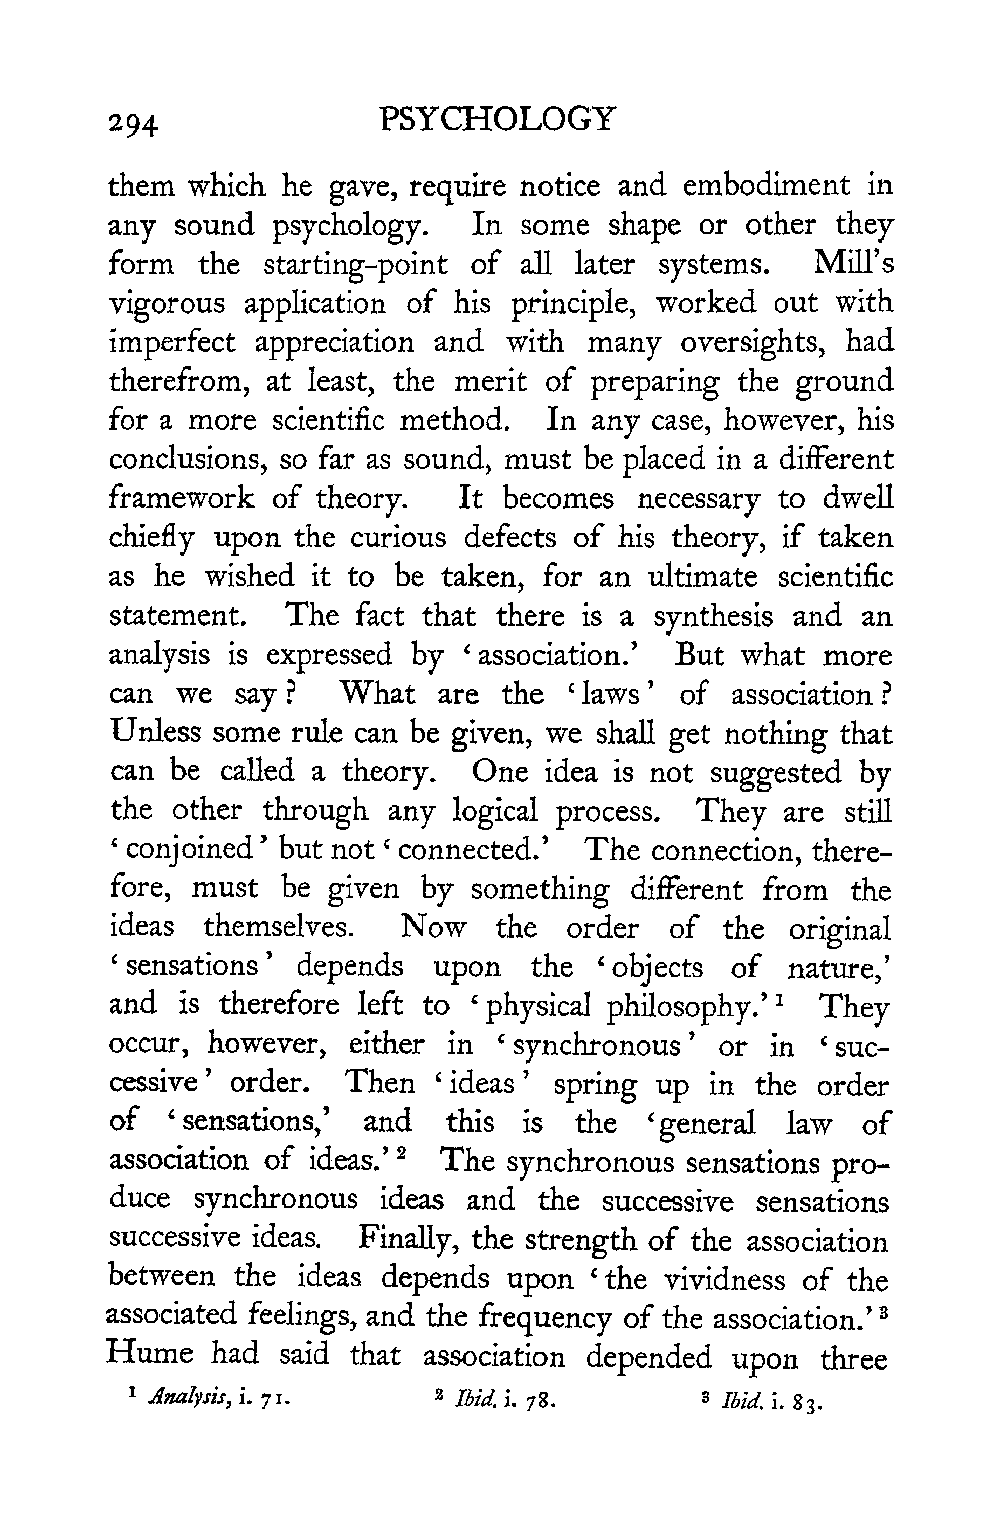 294 PSYCHOLOGY
them which he gave, require notice and embodiment in
any sound psychology. In some shape or other they
form the starting-point of all later systems. Mill's
vigorous application of his principle, worked out with
imperfect appreciation and with many oversights, had
therefrom, at least, the merit of preparing the ground
for a more scientific method. In any case, however, his
conclusions, so far as sound, must be placed in a different
framework of theory. It becomes necessary to dwell
chiefly upon the curious defects of his theory, if taken
as he wished it to be taken, for an ultimate scientific
statement. The fact that there is a synthesis and an
analysis is expressed by ‘association.’ But what more
can we say? What are the ‘laws’ of association?
Unless some rule can be given, we shall get nothing that
can be called a theory. One idea is not suggested by
the other through any logical process. They are still
‘conjoined’ but not ‘connected.’ The connection, there-
fore, must be given by something different from the
ideas themselves. Now the order of the original
‘sensations’ depends upon the ‘objects of nature,’
and is therefore left to ‘physical philosophy.’ 1 They
occur, however, either in ‘synchronous’ or in ‘suc-
cessive’ order. Then ‘ideas’ spring up in the order
of ‘sensations,’ and this is the ‘general law of
association of ideas.’ 2 The synchronous sensations pro-
duce synchronous ideas and the successive sensations
successive ideas. Finally, the strength of the association
between the ideas depends upon ‘the vividness of the
associated feelings, and the frequency of the association.’ 3
Hume had said that association depended upon three
1 Analysis, i. 71. 2 Ibid. i. 78. 3 Ibid. i. 83.